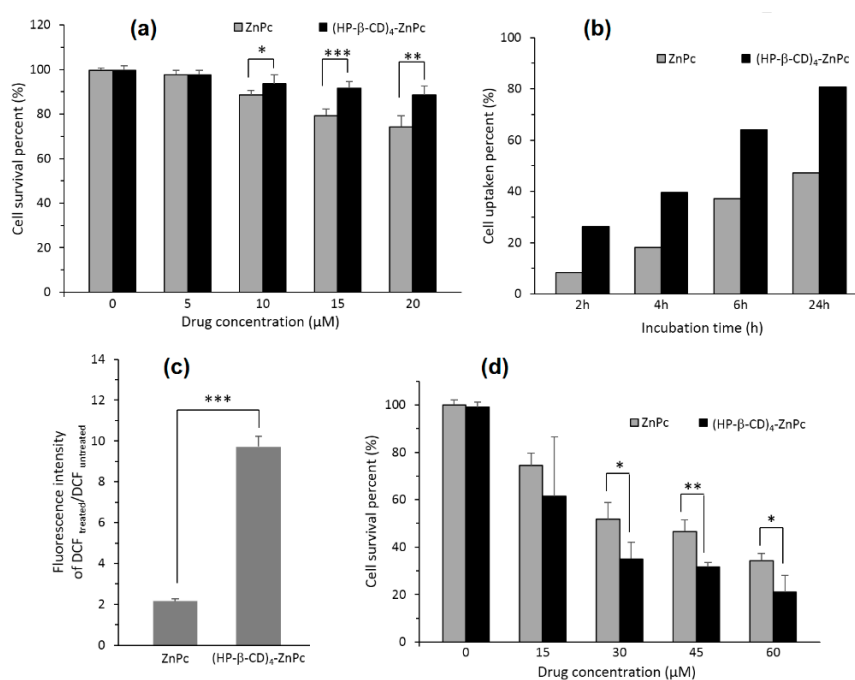 (a)
ZnPc
(HP-β-CD)4-ZnPc
120
100
80
60
40
20
0
Cell survival percent (%)
*
***
**
0
5
10
15
20
Drug concentration (μM)
(b)
ZnPc
(HP-β-CD)4-ZnPc
100
80
60
40
20
0
Cell uptaken percent (%)
2h
4h
6h
24h
Incubation time (h)
(c)
14
12
10
8
6
4
2
0
Fluorescence intensity
of DCF treated/DCF untreated
***
ZnPc
(HP-β-CD)4-ZnPc
(d)
ZnPc
(HP-β-CD)4-ZnPc
120
100
80
60
40
20
0
Cell survival percent (%)
*
**
*
0
15
30
45
60
Drug concentration (μM)